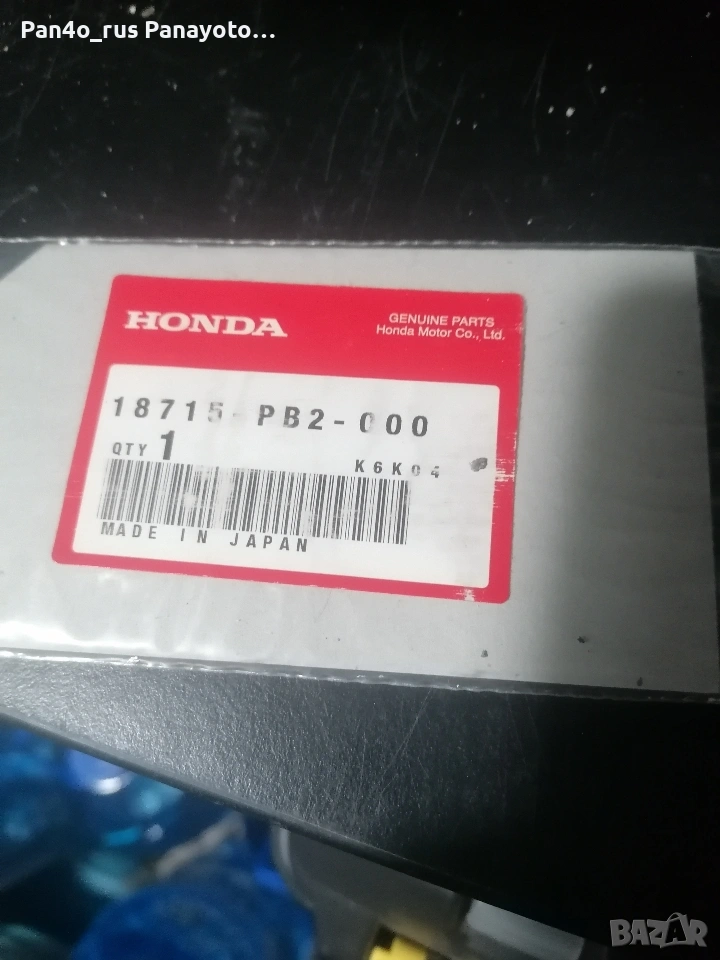 Pan4o_rus Panayoto...
HONDA
GENUINE PARTS
Honda Motor Co., Ltd.
18715-PB2-000
QTY 1
K6K04
MADE IN JAPAN
BAZAR